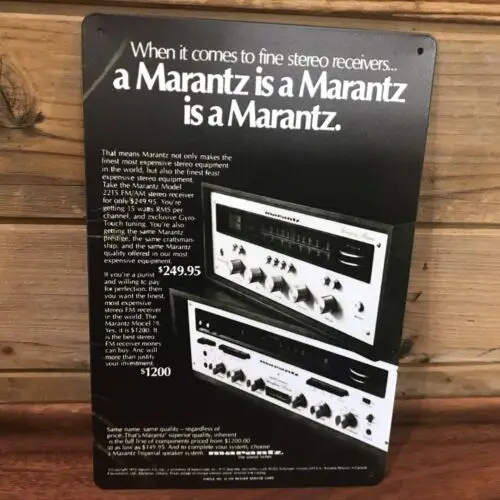 When it comes to fine stereo receivers...
a Marantz is a Marantz
is a Marantz.
That means Marantz not only makes the
finest most expensive stereo equipment
in the world, but also the finest least
expensive stereo equipment.
Take the Marantz Model
2215 FM/AM stereo receiver
for only $249.95. You're
getting 15 watts RMS per
channel, and exclusive Gyro-
Touch tuning. You're also
getting the same Marantz
prestige, the same craftsman-
ship, and the same Marantz
quality offered in our most
expensive equipment.
$249.95
If you're a purist
and willing to pay
for perfection, then
you want the finest,
most expensive
stereo FM receiver
in the world. The
Marantz Model 19.
Yes, it is $1200. It
is the best stereo
FM receiver money
can buy. And will
more than justify
your investment.
$1200
marantz
marantz
Same name, same quality—regardless of
price. That's Marantz' superior quality, inherent
in the full line of components priced from $1200.00
to as low as $149.95. And to complete your system, choose
a Marantz Imperial speaker system.
marantz